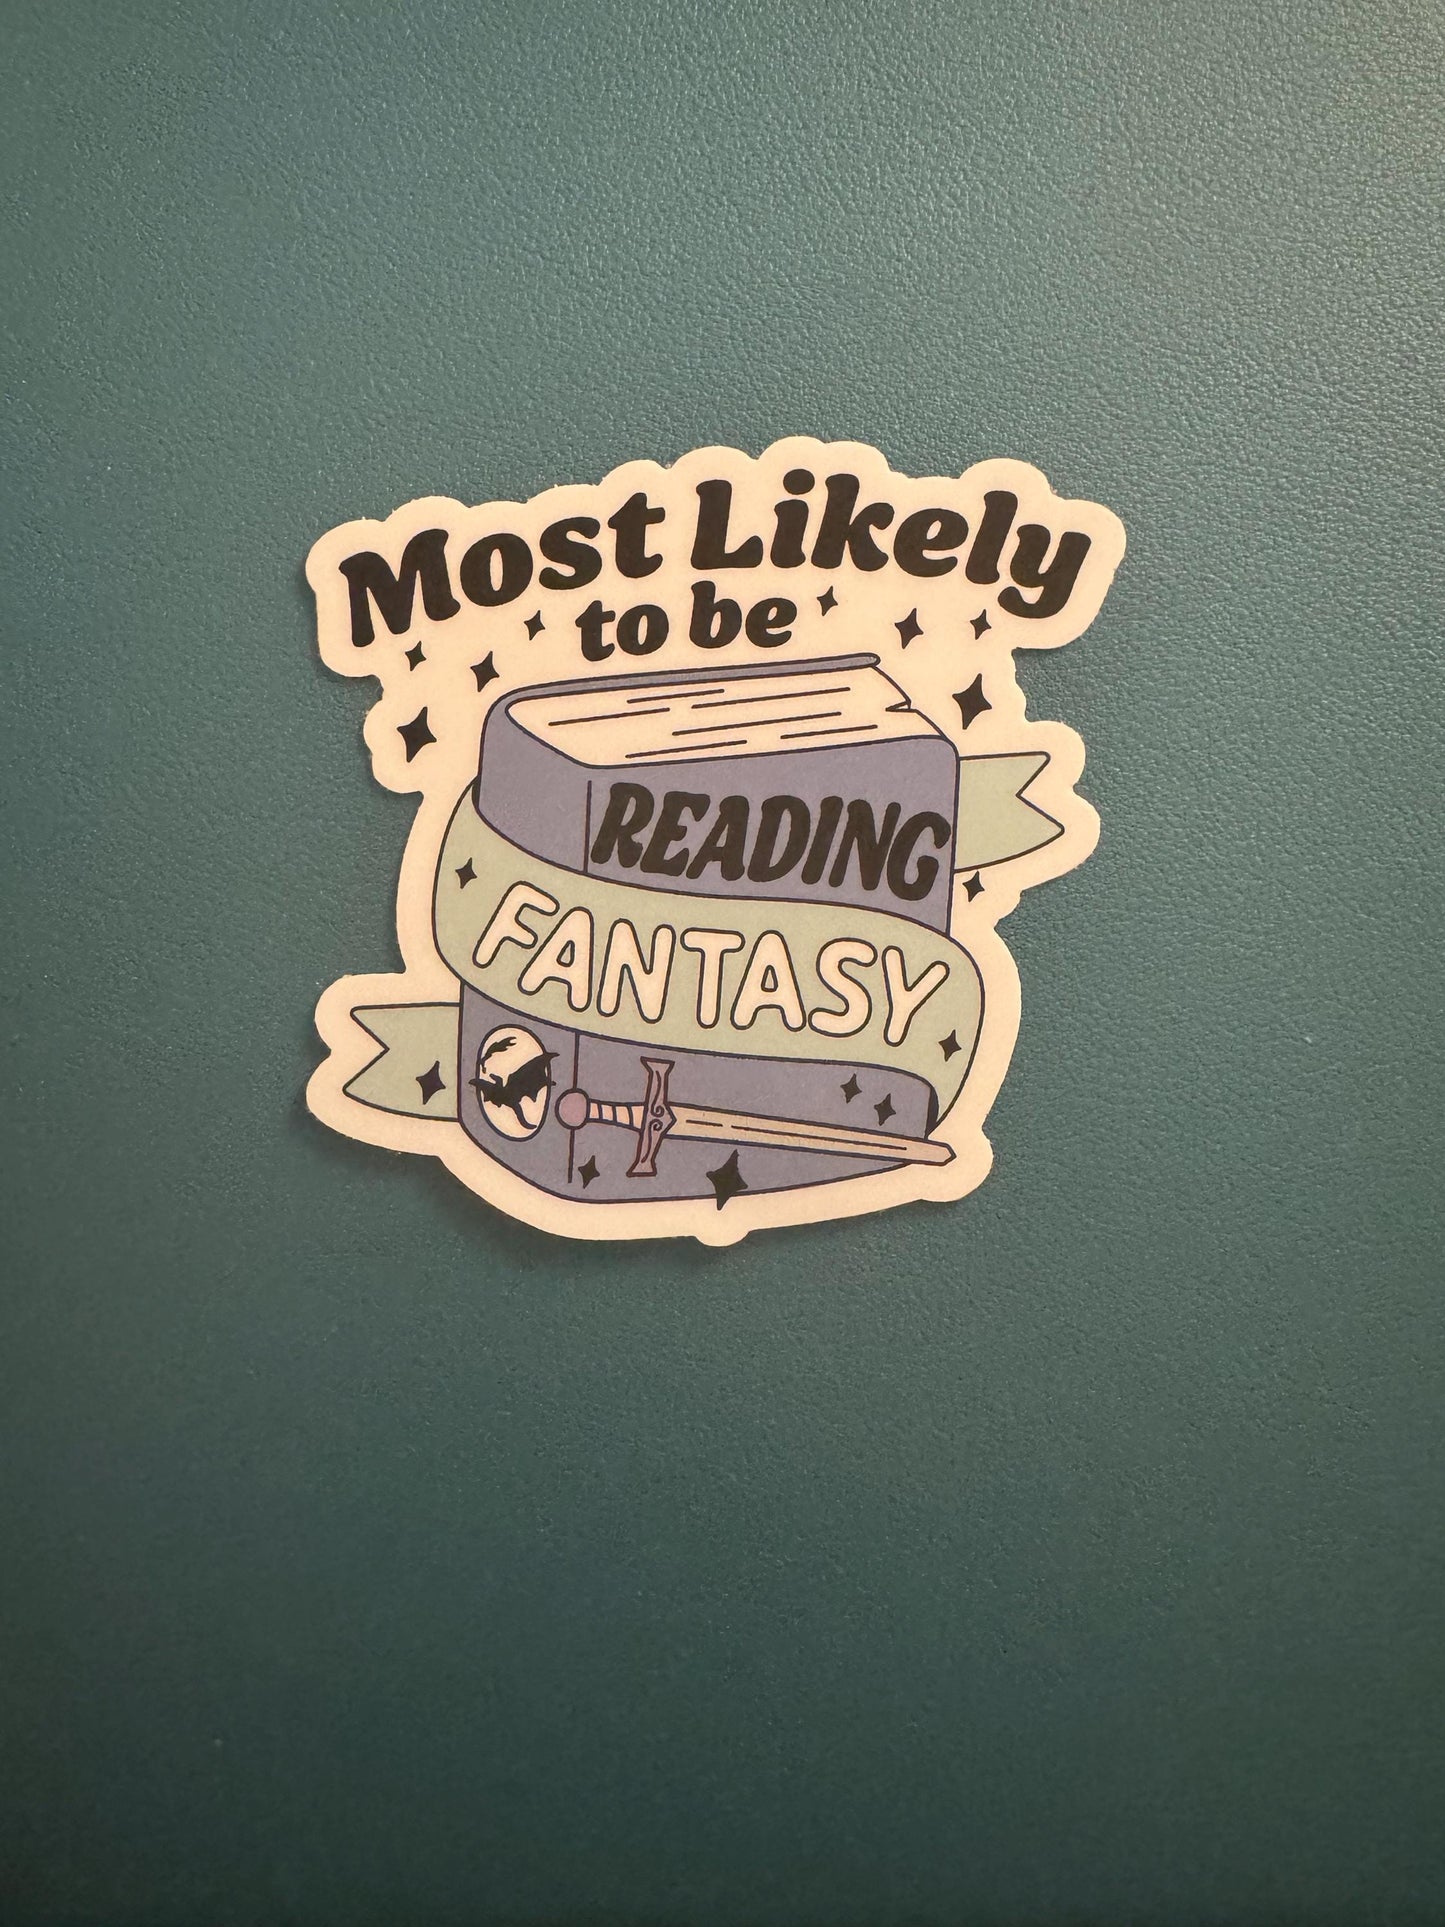 Most Likely
to be
READING
FANTASY